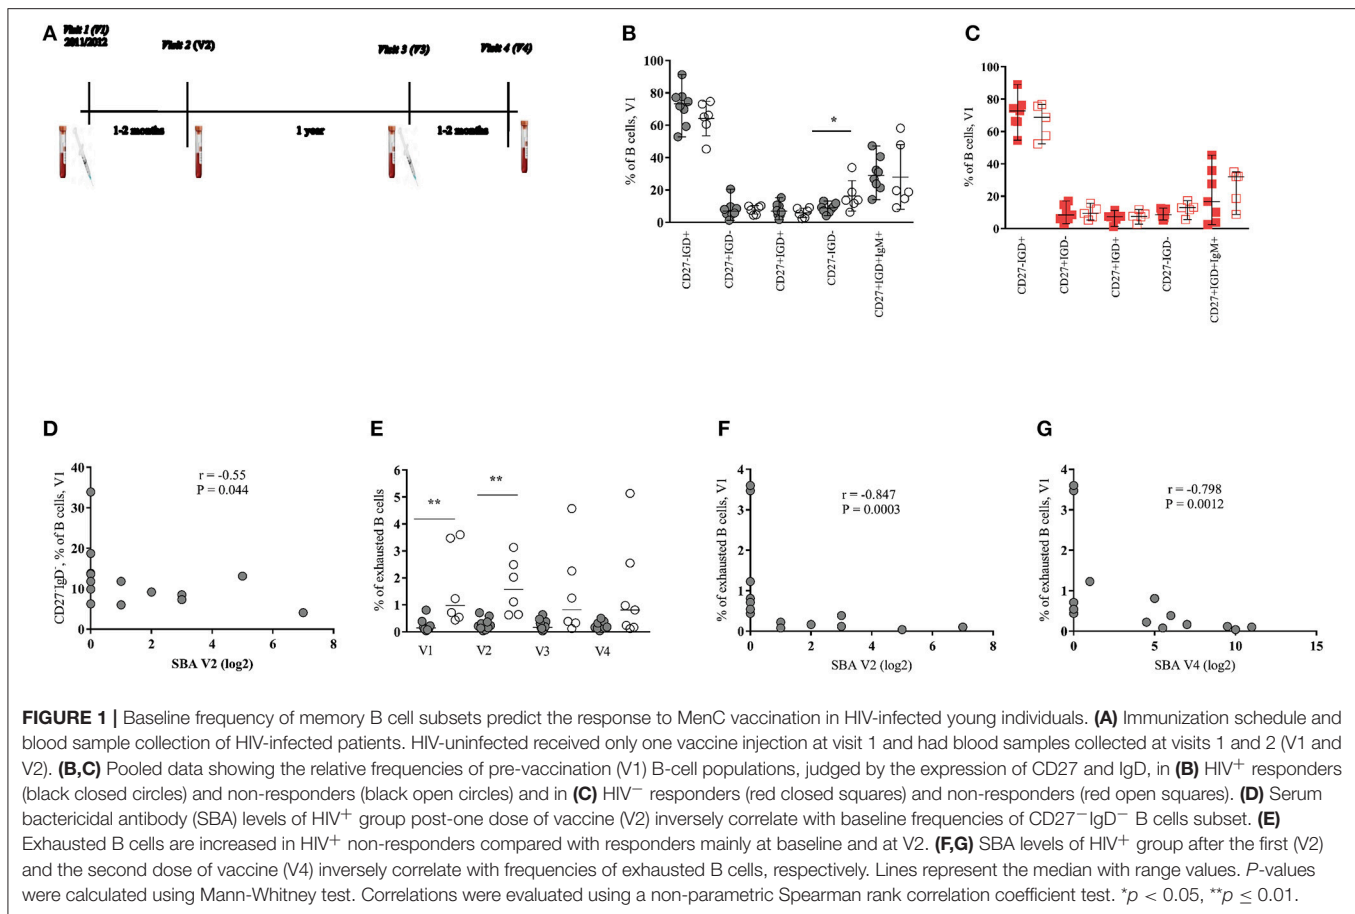 A
Visit 1 (V1)
2011/2012
Visit 2 (V2)
Visit 3 (V3)
Visit 4 (V4)
1-2 months
1 year
1-2 months
B
% of B cells, V1
100
80
60
40
20
0
*
CD27-IGD+
CD27+IGD-
CD27+IGD+
CD27-IGD-
CD27+IGD+IgM+
C
% of B cells, V1
100
80
60
40
20
0
CD27-IGD+
CD27+IGD-
CD27+IGD+
CD27-IGD-
CD27+IGD+IgM+
D
CD27-IgD-, % of B cells, V1
40
30
20
10
0
r = -0.55
P = 0.044
0 2 4 6 8
SBA V2 (log2)
E
% of exhausted B cells
6
5
4
3
2
1
0
**
**
V1 V2 V3 V4
F
% of exhausted B cells, V1
4
3
2
1
0
r = -0.847
P = 0.0003
0 2 4 6 8
SBA V2 (log2)
G
% of exhausted B cells, V1
4
3
2
1
0
r = -0.798
P = 0.0012
0 5 10 15
SBA V4 (log2)
FIGURE 1 | Baseline frequency of memory B cell subsets predict the response to MenC vaccination in HIV-infected young individuals. (A) Immunization schedule and
blood sample collection of HIV-infected patients. HIV-uninfected received only one vaccine injection at visit 1 and had blood samples collected at visits 1 and 2 (V1 and
V2). (B,C) Pooled data showing the relative frequencies of pre-vaccination (V1) B-cell populations, judged by the expression of CD27 and IgD, in (B) HIV+ responders
(black closed circles) and non-responders (black open circles) and in (C) HIV− responders (red closed squares) and non-responders (red open squares). (D) Serum
bactericidal antibody (SBA) levels of HIV+ group post-one dose of vaccine (V2) inversely correlate with baseline frequencies of CD27−IgD− B cells subset. (E)
Exhausted B cells are increased in HIV+ non-responders compared with responders mainly at baseline and at V2. (F,G) SBA levels of HIV+ group after the first (V2)
and the second dose of vaccine (V4) inversely correlate with frequencies of exhausted B cells, respectively. Lines represent the median with range values. P-values
were calculated using Mann-Whitney test. Correlations were evaluated using a non-parametric Spearman rank correlation coefficient test. *p < 0.05, **p ≤ 0.01.